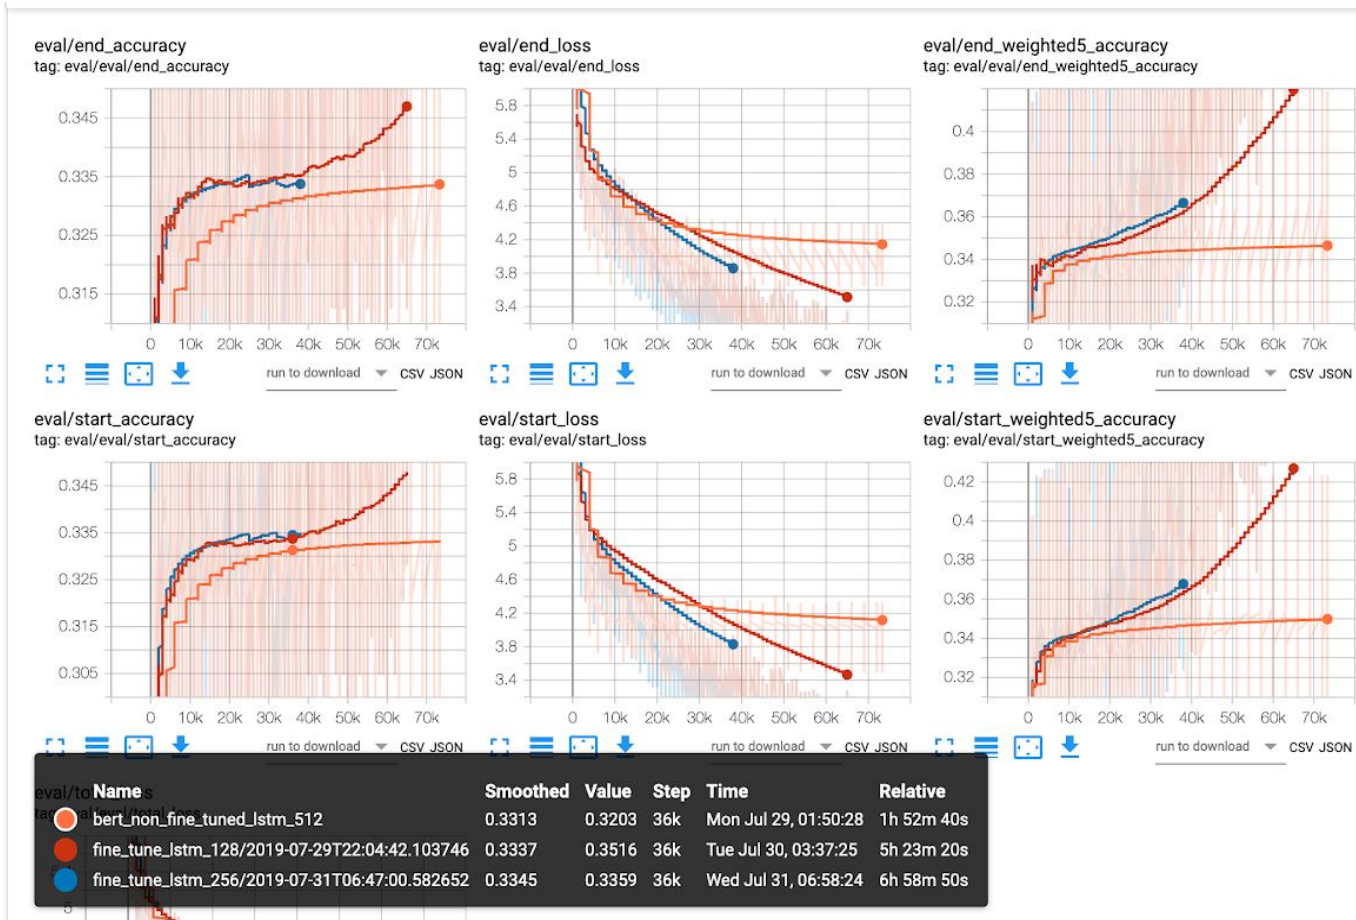 eval/end_accuracy
tag: eval/eval/end_accuracy
0.345
0.335
0.325
0.315
0 10k 20k 30k 40k 50k 60k 70k
run to download CSV JSON
eval/end_loss
tag: eval/eval/end_loss
5.8
5.4
5
4.6
4.2
3.8
3.4
0 10k 20k 30k 40k 50k 60k 70k
run to download CSV JSON
eval/end_weighted5_accuracy
tag: eval/eval/end_weighted5_accuracy
0.4
0.38
0.36
0.34
0.32
0 10k 20k 30k 40k 50k 60k 70k
run to download CSV JSON
eval/start_accuracy
tag: eval/eval/start_accuracy
0.345
0.335
0.325
0.315
0.305
0 10k 20k 30k 40k 50k 60k 70k
run to download CSV JSON
eval/start_loss
tag: eval/eval/start_loss
5.8
5.4
5
4.6
4.2
3.8
3.4
0 10k 20k 30k 40k 50k 60k 70k
run to download CSV JSON
eval/start_weighted5_accuracy
tag: eval/eval/start_weighted5_accuracy
0.42
0.4
0.38
0.36
0.34
0.32
0 10k 20k 30k 40k 50k 60k 70k
run to download CSV JSON
Name Smoothed Value Step Time Relative
bert_non_fine_tuned_lstm_512 0.3313 0.3203 36k Mon Jul 29, 01:50:28 1h 52m 40s
fine_tune_lstm_128/2019-07-29T22:04:42.103746 0.3337 0.3516 36k Tue Jul 30, 03:37:25 5h 23m 20s
fine_tune_lstm_256/2019-07-31T06:47:00.582652 0.3345 0.3359 36k Wed Jul 31, 06:58:24 6h 58m 50s
5